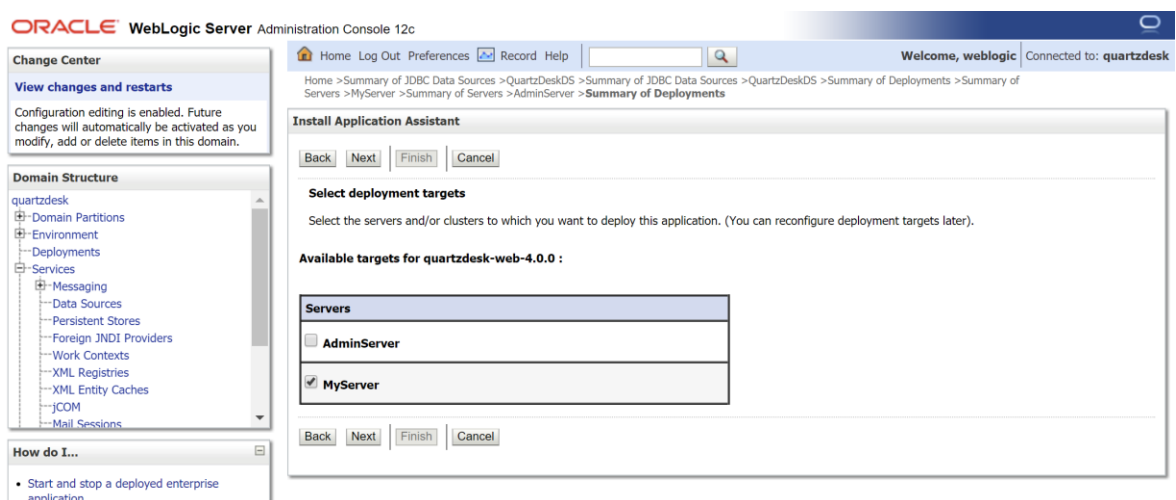 ORACLE WebLogic Server Administration Console 12c
Change Center
View changes and restarts
Configuration editing is enabled. Future
changes will automatically be activated as you
modify, add or delete items in this domain.
Domain Structure
quartzdesk
Domain Partitions
Environment
Deployments
Services
Messaging
Data Sources
Persistent Stores
Foreign JNDI Providers
Work Contexts
XML Registries
XML Entity Caches
jCOM
Mail Sessions
How do I...
Start and stop a deployed enterprise
application
Home Log Out Preferences Record Help
Welcome, weblogic Connected to: quartzdesk
Home >Summary of JDBC Data Sources >QuartzDeskDS >Summary of JDBC Data Sources >QuartzDeskDS >Summary of Deployments >Summary of
Servers >MyServer >Summary of Servers >AdminServer >Summary of Deployments
Install Application Assistant
Back Next Finish Cancel
Select deployment targets
Select the servers and/or clusters to which you want to deploy this application. (You can reconfigure deployment targets later).
Available targets for quartzdesk-web-4.0.0 :
Servers
AdminServer
MyServer
Back Next Finish Cancel